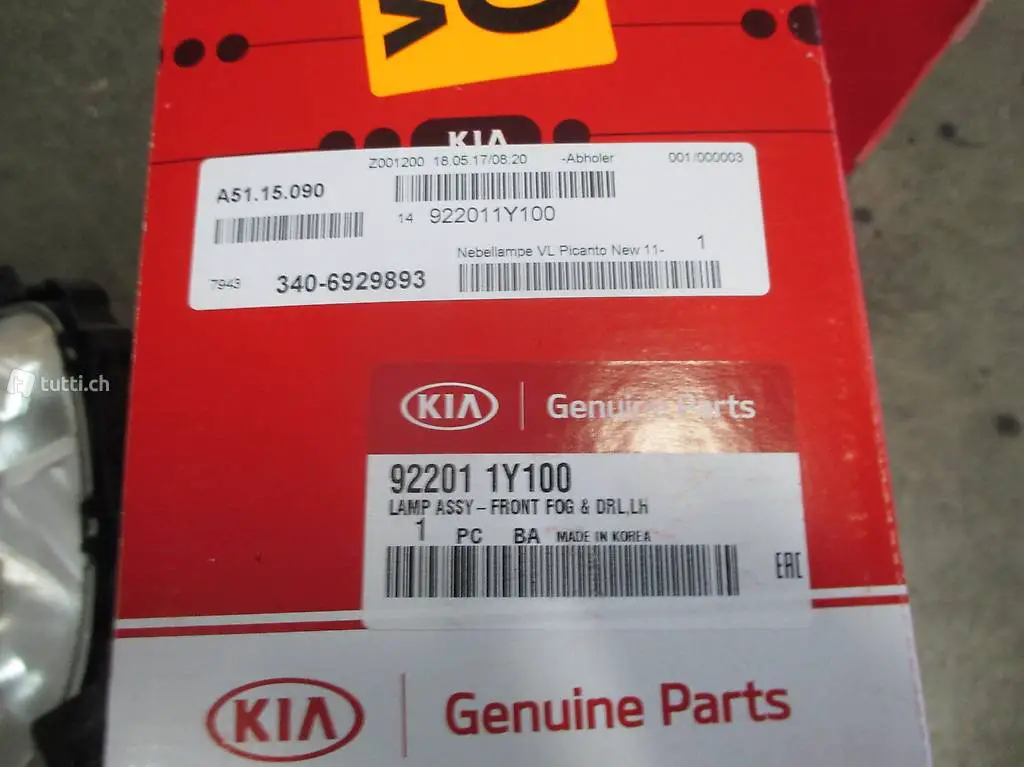 KIA
Z001200 18.05.17/08.20 -Abholer 001/000003
A51.15.090
14 922011Y100
Nebellampe VL Picanto New 11- 1
7943 340-6929893
tutti.ch
KIA Genuine Parts
92201 1Y100
LAMP ASSY - FRONT FOG & DRL,LH
1 PC BA MADE IN KOREA
EAC
KIA Genuine Parts